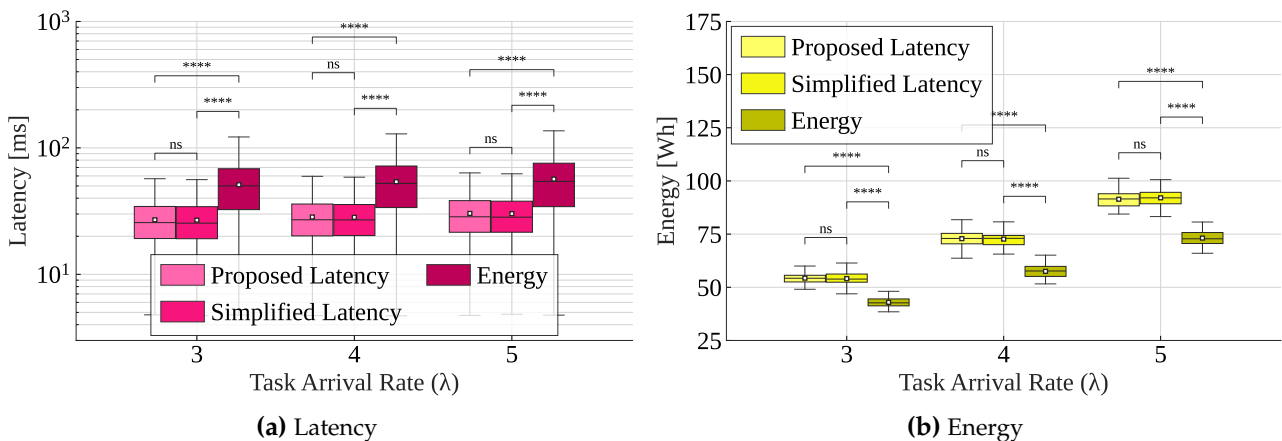 10³
10²
10¹
Latency [ms]
****
****
ns
****
ns
****
****
ns
****
Proposed Latency
Energy
Simplified Latency
3
4
5
Task Arrival Rate (λ)
(a) Latency
175
150
125
100
75
50
25
Energy [Wh]
Proposed Latency
Simplified Latency
Energy
****
****
ns
****
ns
****
****
ns
****
3
4
5
Task Arrival Rate (λ)
(b) Energy